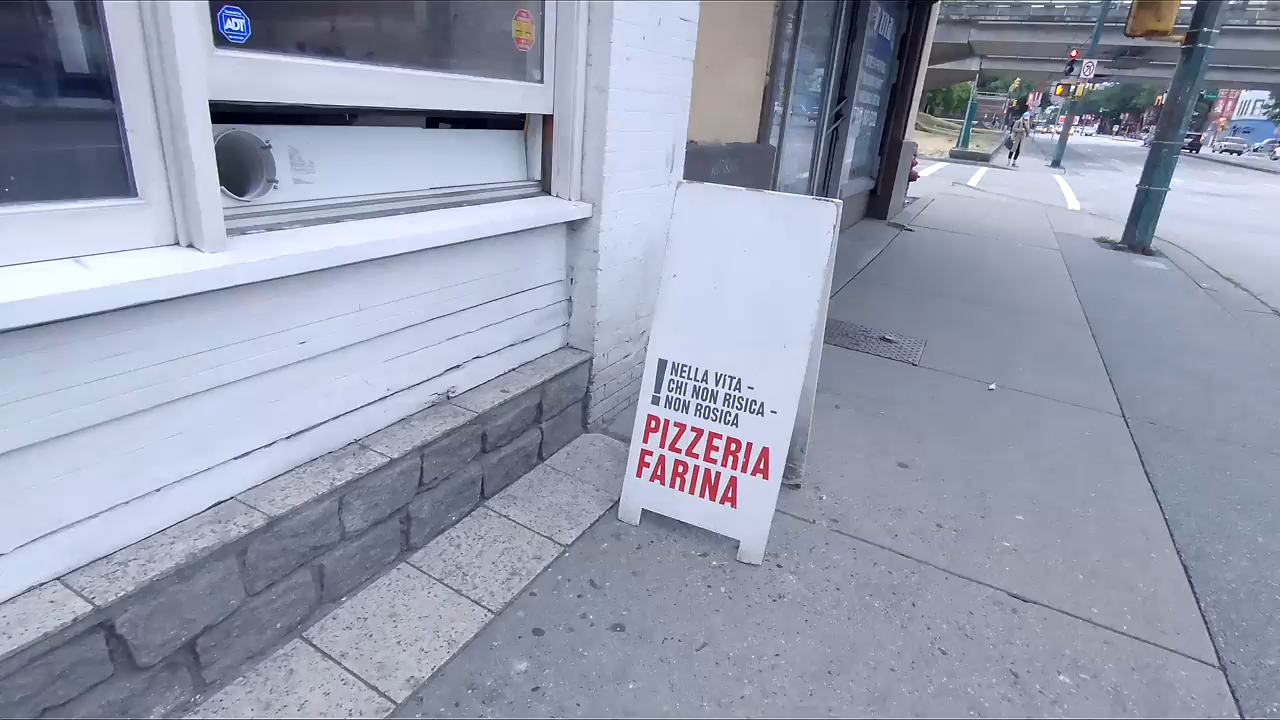 ADT
! NELLA VITA –
CHI NON RISICA –
NON ROSICA
PIZZERIA
FARINA